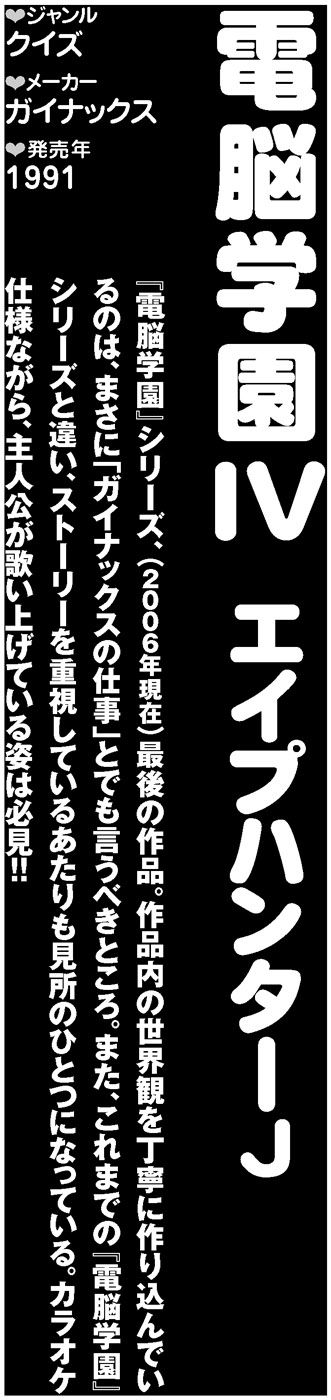 電脳学園Ⅳ エイプハンターJ
♥ジャンル
クイズ
♥メーカー
ガイナックス
♥発売年
1991
『電脳学園』シリーズ、(2006年現在)最後の作品。作品内の世界観を丁寧に作り込んでい
るのは、まさに「ガイナックスの仕事」とでも言うべきところ。また、これまでの『電脳学園』
シリーズと違い、ストーリーを重視しているあたりも見所のひとつになっている。カラオケ
仕様ながら、主人公が歌い上げている姿は必見!!